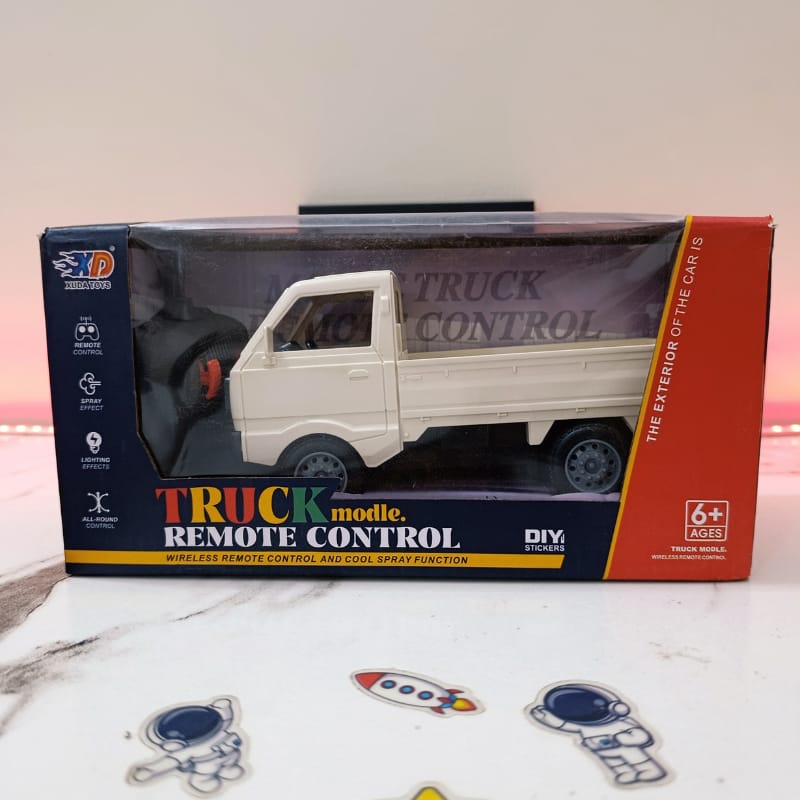 XD®
XUDA TOYS
REMOTE
CONTROL
SPRAY
EFFECT
LIGHTING
EFFECTS
ALL-ROUND
CONTROL
TRUCK
REMOTE CONTROL
TRUCK modle.
REMOTE CONTROL
WIRELESS REMOTE CONTROL AND COOL SPRAY FUNCTION
DIY
STICKERS
THE EXTERIOR OF THE CAR IS
6+
AGES
TRUCK MODLE.
WIRELESS REMOTE CONTROL